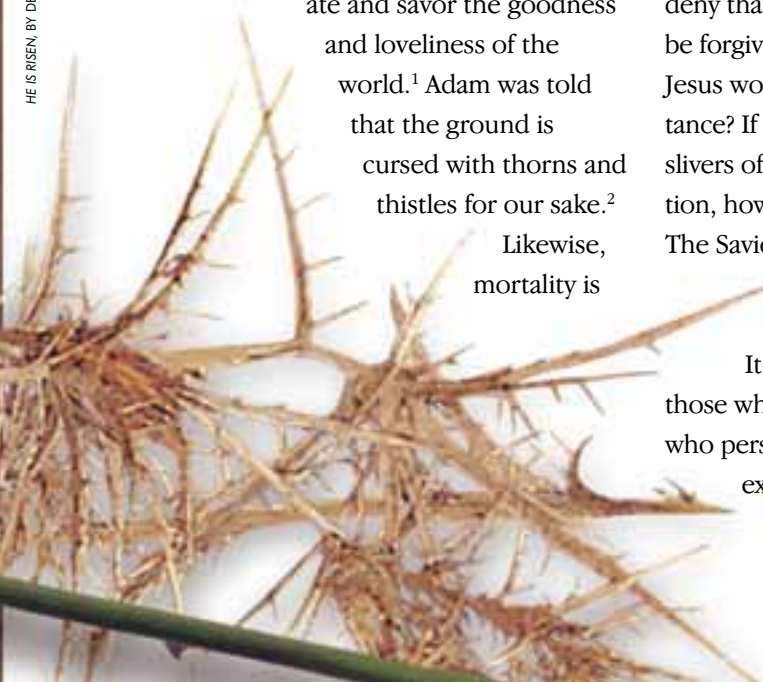 HE IS RISEN, BY DE
ate and savor the goodness
and loveliness of the
world.¹ Adam was told
that the ground is
cursed with thorns and
thistles for our sake.²
Likewise,
mortality is
deny tha
be forgiv
Jesus wo
tance? If
slivers of
tion, how
The Savi
It
those wh
who pers
ex